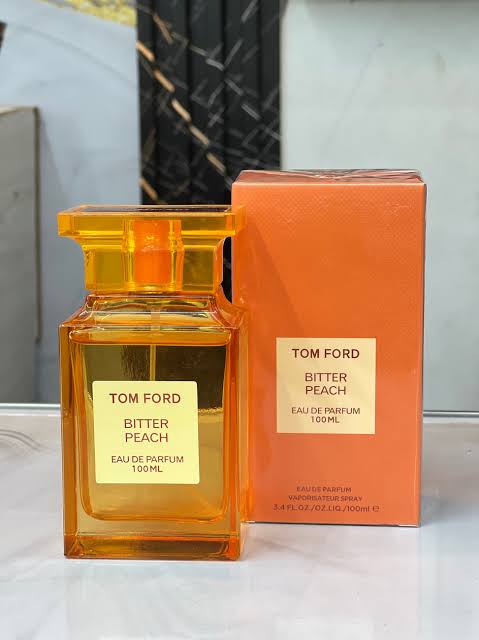 TOM FORD
BITTER
PEACH
EAU DE PARFUM
100ML
TOM FORD
BITTER
PEACH
EAU DE PARFUM
100ML
EAU DE PARFUM
VAPORISATEUR SPRAY
3.4 FL.OZ./OZ.LIQ./100ml ℮